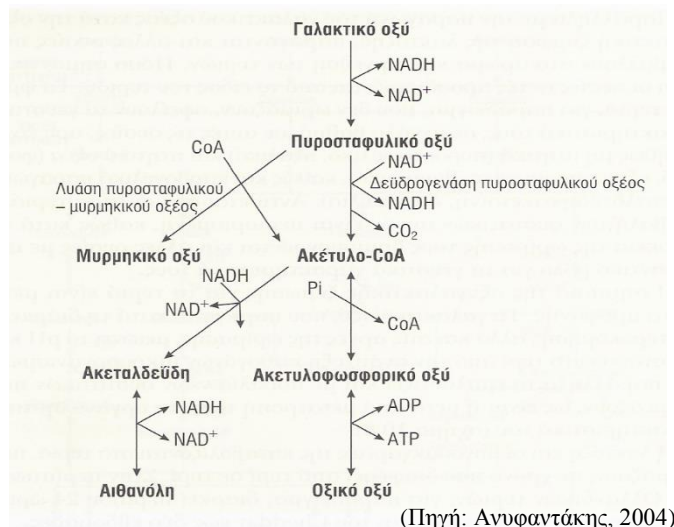 Γαλακτικό οξύ
NADH
NAD+
Πυροσταφυλικό οξύ
CoA
NAD+
Λυάση πυροσταφυλικού
– μυρμηκικού οξέος
Δεϋδρογενάση πυροσταφυλικού οξέος
NADH
CO2
Μυρμηκικό οξύ
Ακέτυλο-CoA
NADH
Pi
NAD+
CoA
Ακεταλδεΰδη
Ακετυλοφωσφορικό οξύ
NADH
ADP
NAD+
ATP
Αιθανόλη
Οξικό οξύ
(Πηγή: Ανυφαντάκης, 2004)